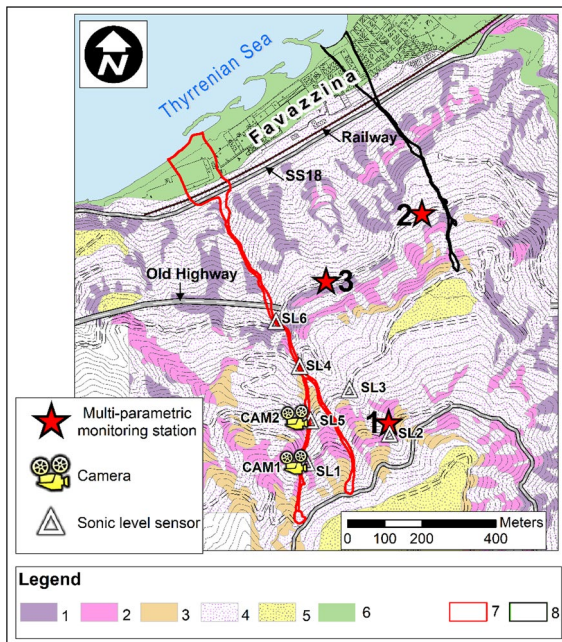 N
Thyrrenian Sea
Favazzina
Railway
SS18
2
3
Old Highway
SL6
SL4
SL3
CAM2
SL5
1
SL2
CAM1
SL1
Multi-parametric
monitoring station
Camera
Sonic level sensor
Meters
0 100 200 400
Legend
1 2 3 4 5 6 7 8